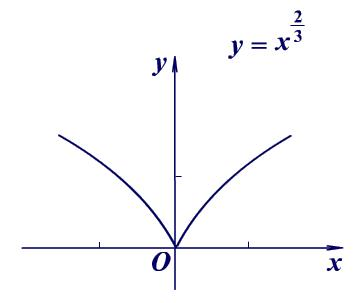 y = x^{2/3}
y
O
x